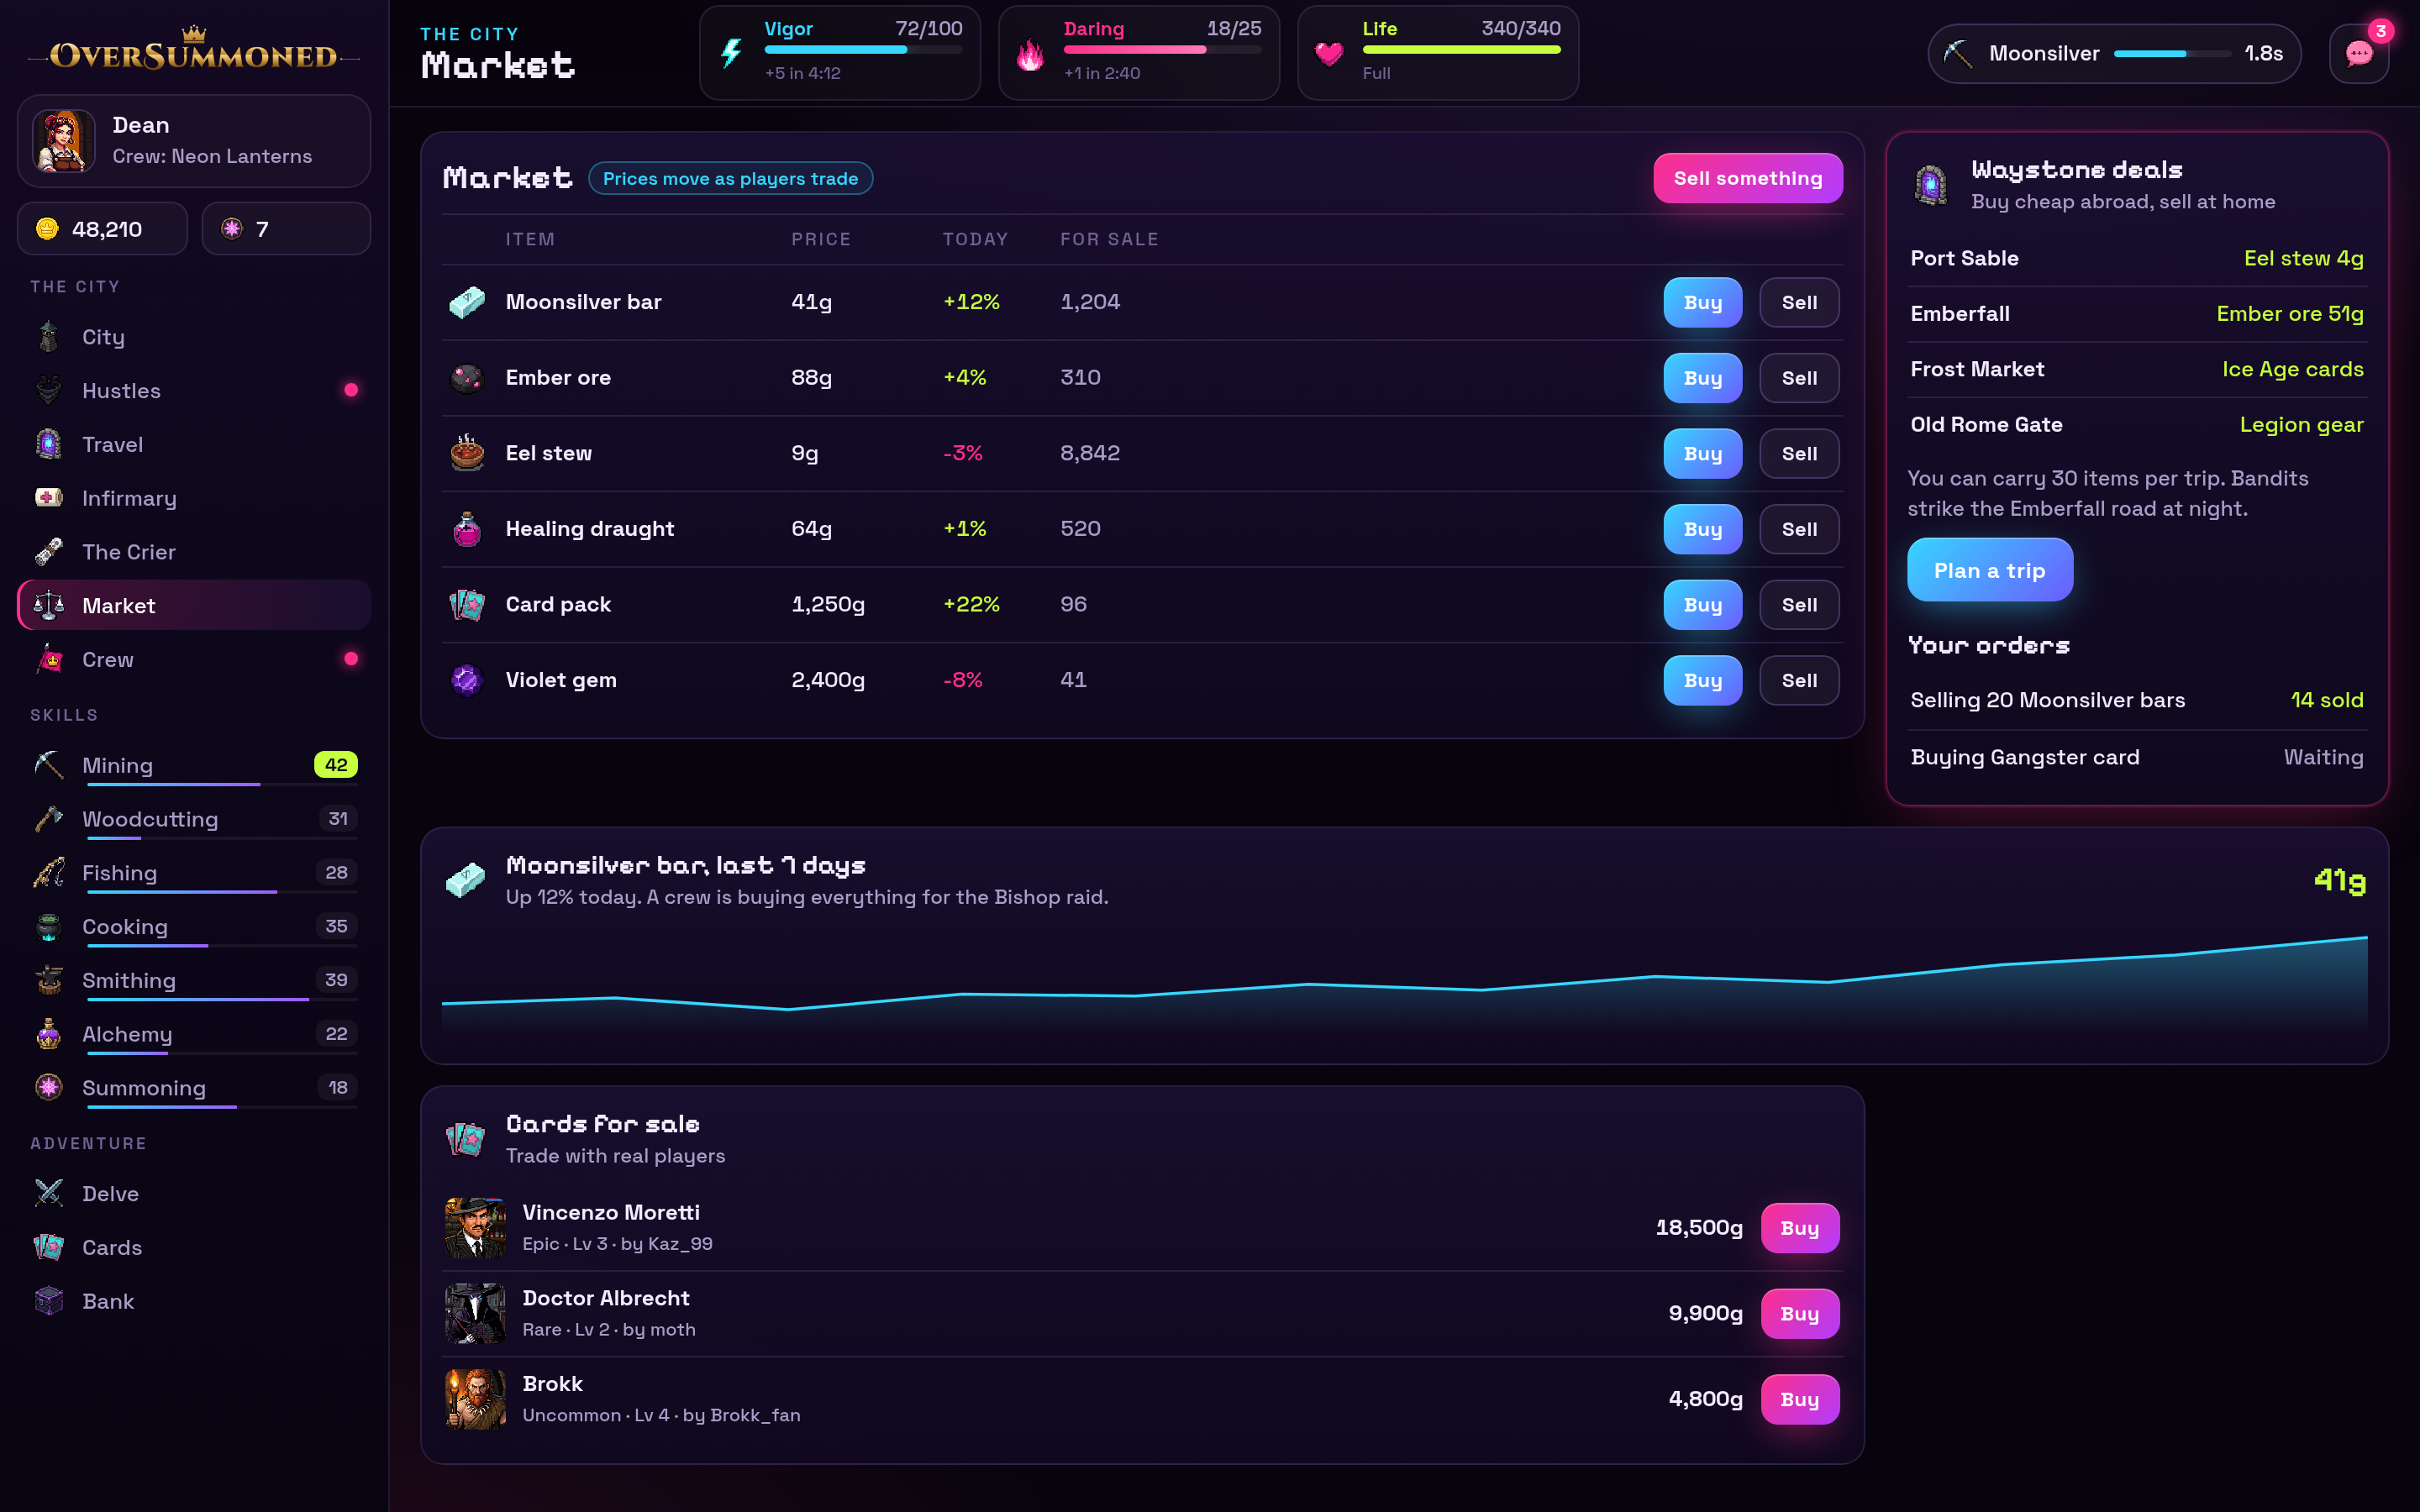 OVERSUMMONED
Dean
Crew: Neon Lanterns
48,210
7
THE CITY
City
Hustles
Travel
Infirmary
The Crier
Market
Crew
SKILLS
Mining 42
Woodcutting 31
Fishing 28
Cooking 35
Smithing 39
Alchemy 22
Summoning 18
ADVENTURE
Delve
Cards
Bank
THE CITY
Market
Vigor 72/100
+5 in 4:12
Daring 18/25
+1 in 2:40
Life 340/340
Full
Moonsilver 1.8s
3
Market Prices move as players trade Sell something
ITEM PRICE TODAY FOR SALE
Moonsilver bar 41g +12% 1,204 Buy Sell
Ember ore 88g +4% 310 Buy Sell
Eel stew 9g -3% 8,842 Buy Sell
Healing draught 64g +1% 520 Buy Sell
Card pack 1,250g +22% 96 Buy Sell
Violet gem 2,400g -8% 41 Buy Sell
Waystone deals
Buy cheap abroad, sell at home
Port Sable Eel stew 4g
Emberfall Ember ore 51g
Frost Market Ice Age cards
Old Rome Gate Legion gear
You can carry 30 items per trip. Bandits
strike the Emberfall road at night.
Plan a trip
Your orders
Selling 20 Moonsilver bars 14 sold
Buying Gangster card Waiting
Moonsilver bar, last 7 days
Up 12% today. A crew is buying everything for the Bishop raid.
41g
Cards for sale
Trade with real players
Vincenzo Moretti
Epic · Lv 3 · by Kaz_99
18,500g Buy
Doctor Albrecht
Rare · Lv 2 · by moth
9,900g Buy
Brokk
Uncommon · Lv 4 · by Brokk_fan
4,800g Buy